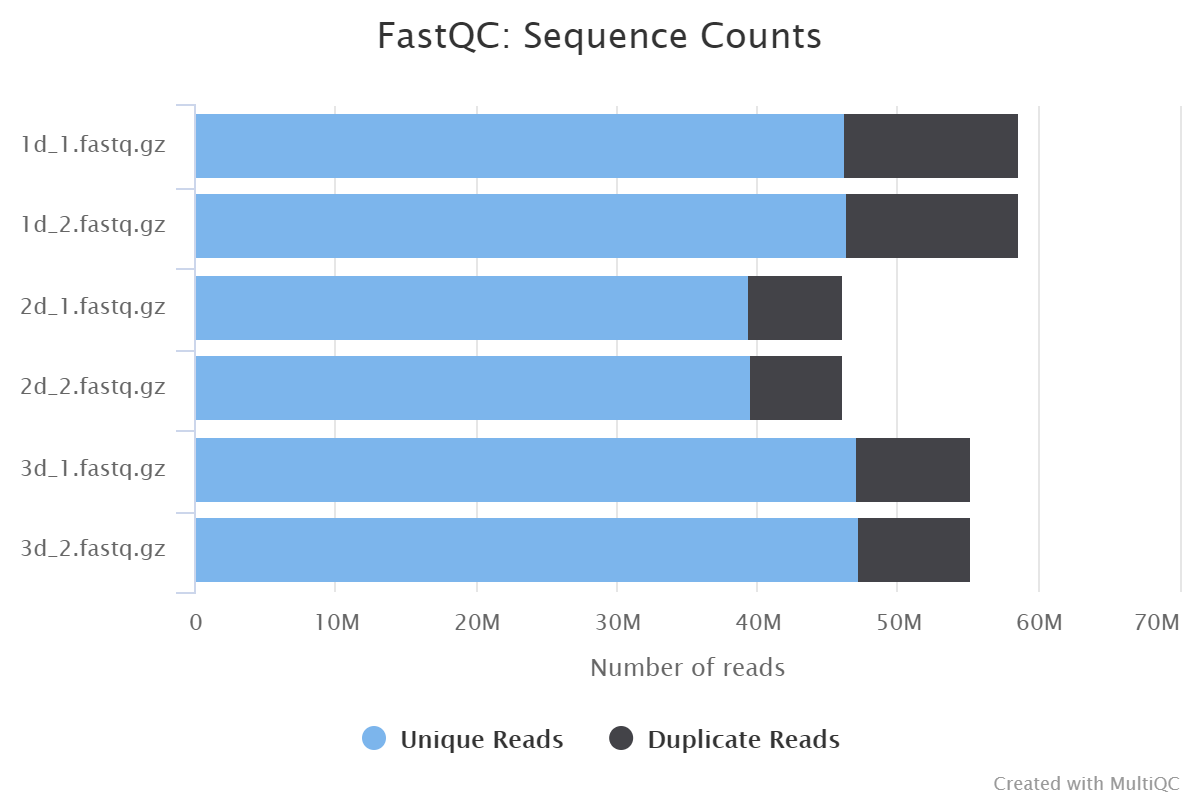 FastQC: Sequence Counts
1d_1.fastq.gz
1d_2.fastq.gz
2d_1.fastq.gz
2d_2.fastq.gz
3d_1.fastq.gz
3d_2.fastq.gz
0 10M 20M 30M 40M 50M 60M 70M
Number of reads
Unique Reads Duplicate Reads
Created with MultiQC